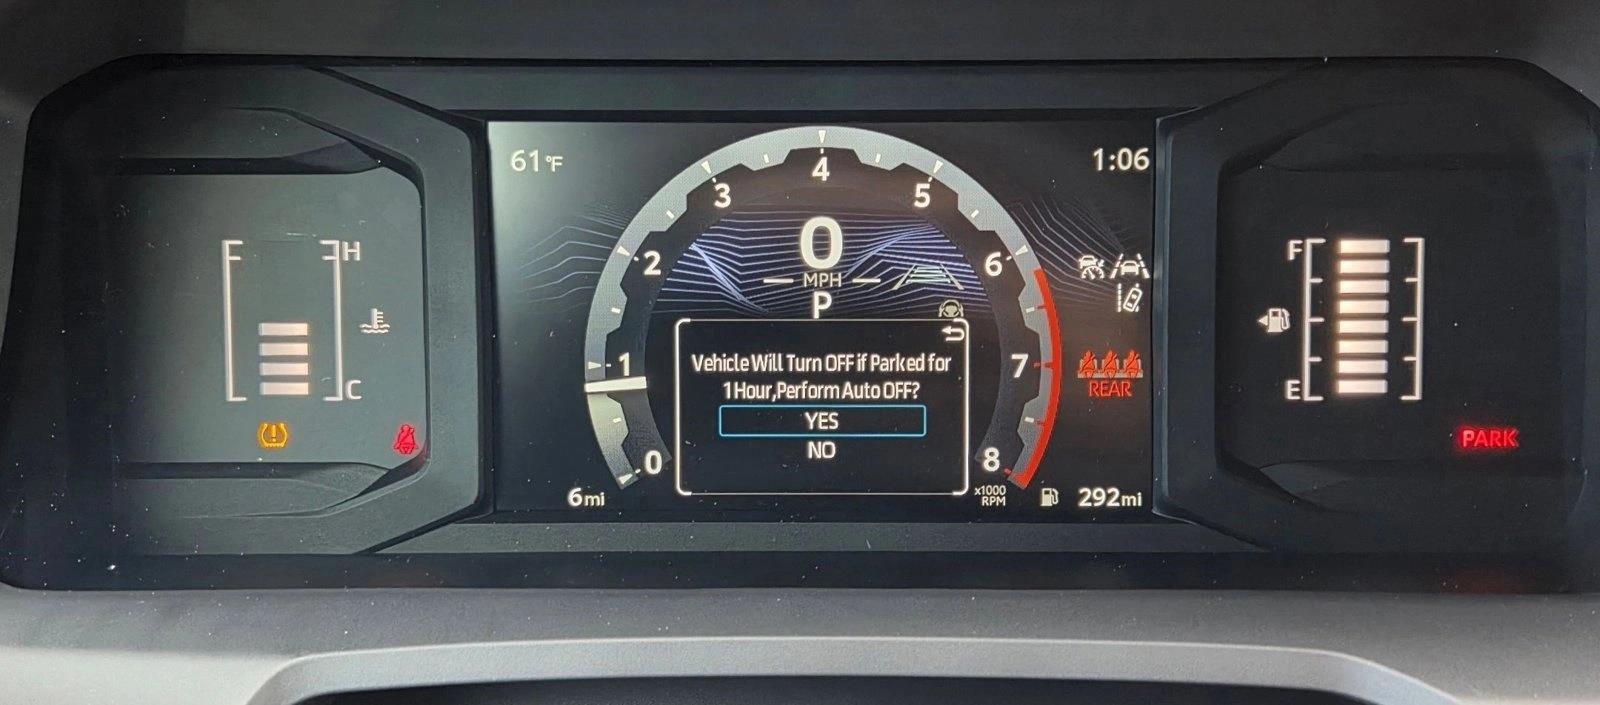 61°F
1:06
0
1
2
3
4
5
6
7
8
0
MPH
P
Vehicle Will Turn OFF if Parked for
1 Hour, Perform Auto OFF?
YES
NO
x1000
RPM
6mi
292mi
REAR
H
C
F
E
PARK